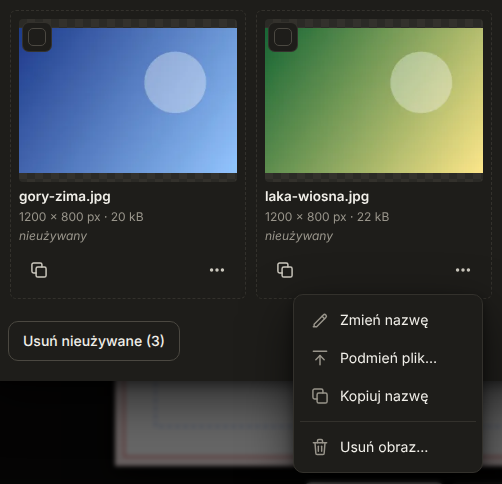 gory-zima.jpg
1200 × 800 px · 20 kB
nieużywany
laka-wiosna.jpg
1200 × 800 px · 22 kB
nieużywany
Usuń nieużywane (3)
Zmień nazwę
Podmień plik...
Kopiuj nazwę
Usuń obraz...